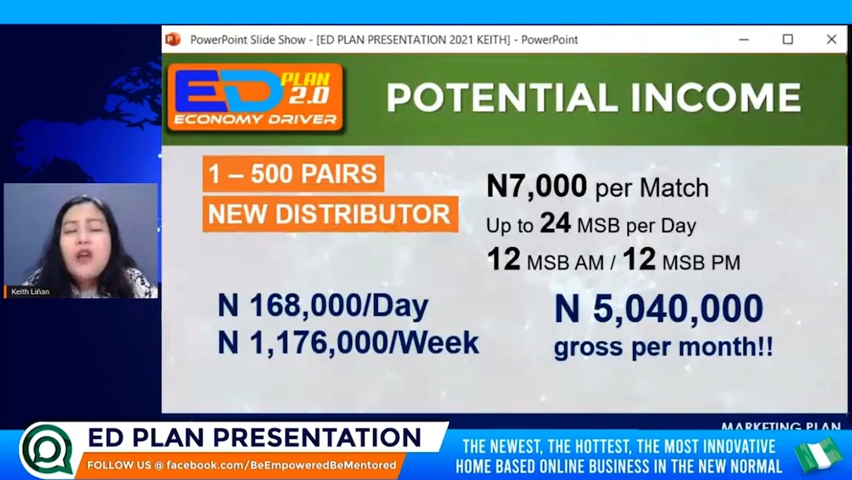 PowerPoint Slide Show - [ED PLAN PRESENTATION 2021 KEITH] - PowerPoint
ED PLAN 2.0
ECONOMY DRIVER
POTENTIAL INCOME
1 – 500 PAIRS
NEW DISTRIBUTOR
N7,000 per Match
Up to 24 MSB per Day
12 MSB AM / 12 MSB PM
N 168,000/Day
N 1,176,000/Week
N 5,040,000
gross per month!!
Keith Liñan
MARKETING PLAN
ED PLAN PRESENTATION
FOLLOW US @ facebook.com/BeEmpoweredBeMentored
THE NEWEST, THE HOTTEST, THE MOST INNOVATIVE
HOME BASED ONLINE BUSINESS IN THE NEW NORMAL